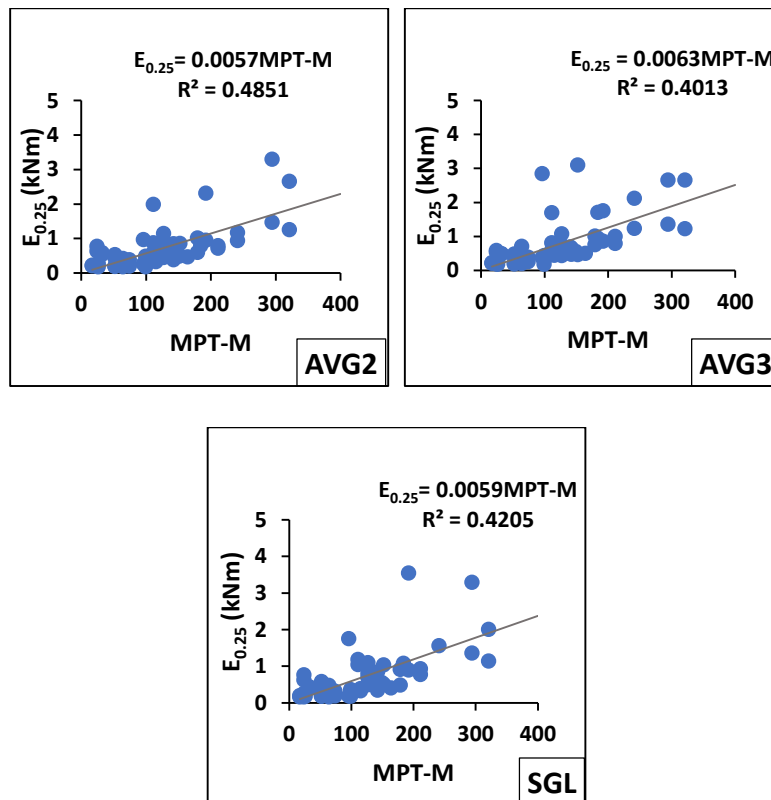 E0.25= 0.0057MPT-M
R² = 0.4851
5
4
3
2
1
0
E0.25 (kNm)
0 100 200 300 400
MPT-M
AVG2
E0.25 = 0.0063MPT-M
R² = 0.4013
5
4
3
2
1
0
E0.25 (kNm)
0 100 200 300 400
MPT-M
AVG3
E0.25= 0.0059MPT-M
R² = 0.4205
5
4
3
2
1
0
E0.25 (kNm)
0 100 200 300 400
MPT-M
SGL